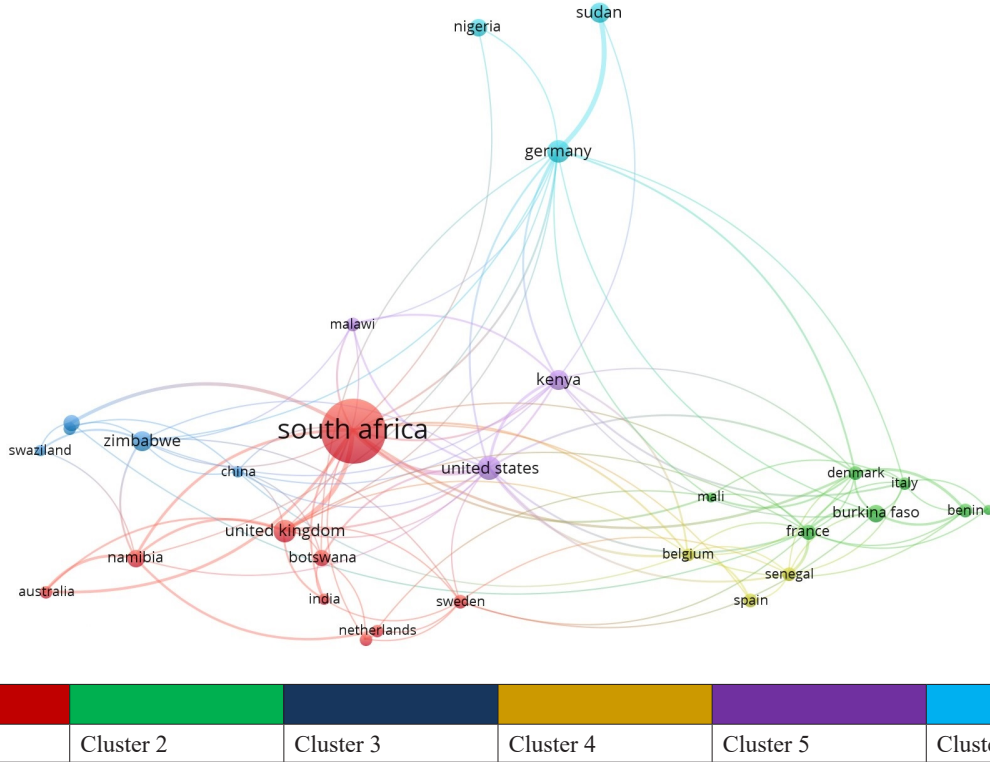 sudan
nigeria
germany
malawi
kenya
south africa
zimbabwe
swaziland
united states
china
denmark
italy
mali
burkina faso
benin
united kingdom
france
namibia
botswana
belgium
senegal
australia
india
sweden
spain
netherlands
Cluster 2
Cluster 3
Cluster 4
Cluster 5